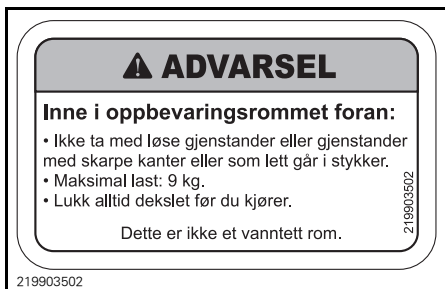 ADVARSEL
Inne i oppbevaringsrommet foran:
• Ikke ta med løse gjenstander eller gjenstander
med skarpe kanter eller som lett går i stykker.
• Maksimal last: 9 kg.
• Lukk alltid dekslet før du kjører.
Dette er ikke et vanntett rom.
219903502
219903502